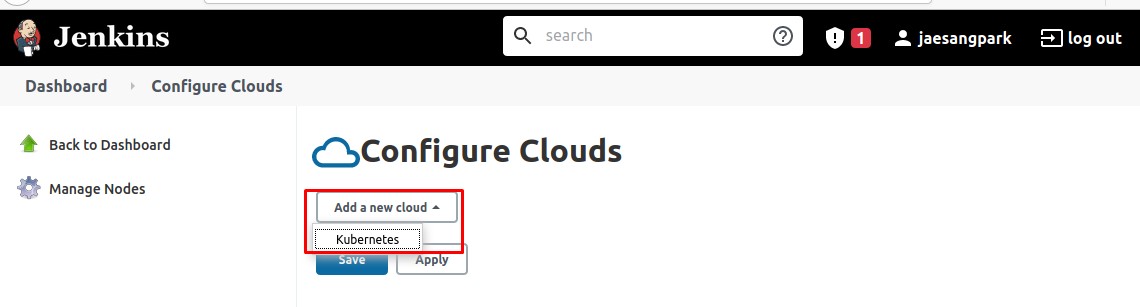 Jenkins
search
1
jaesangpark
log out
Dashboard
Configure Clouds
Back to Dashboard
Manage Nodes
Configure Clouds
Add a new cloud
Kubernetes
Save
Apply